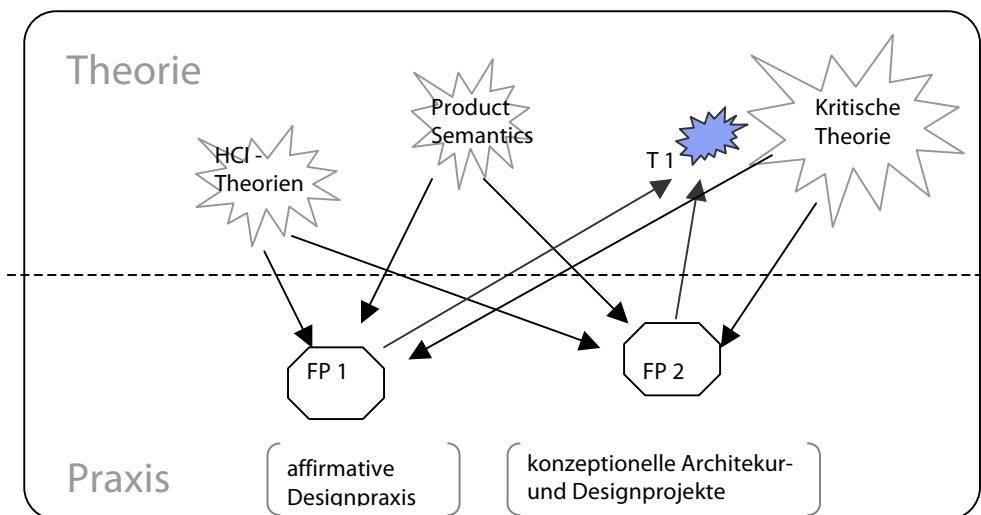 Theorie
Product
Semantics
Kritische
Theorie
HCI -
Theorien
T 1
FP 1
FP 2
Praxis
affirmative
Designpraxis
konzeptionelle Architekur-
und Designprojekte